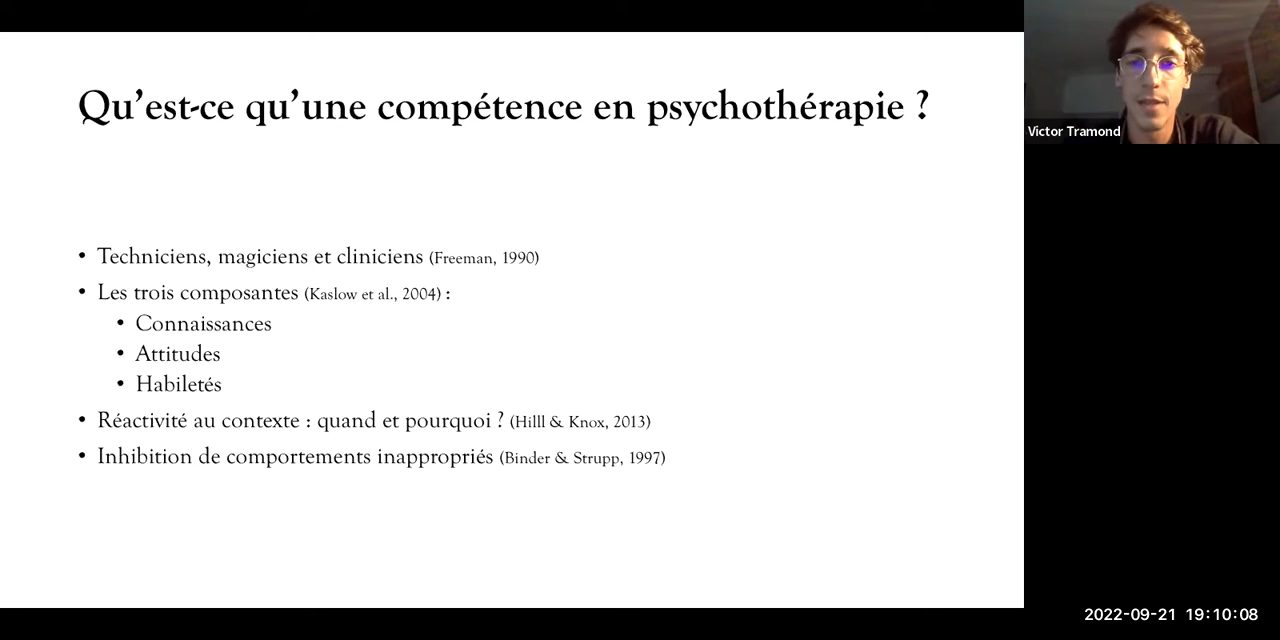 Qu’est-ce qu’une compétence en psychothérapie ?
• Techniciens, magiciens et cliniciens (Freeman, 1990)
• Les trois composantes (Kaslow et al., 2004) :
• Connaissances
• Attitudes
• Habiletés
• Réactivité au contexte : quand et pourquoi ? (Hilll & Knox, 2013)
• Inhibition de comportements inappropriés (Binder & Strupp, 1997)
Victor Tramond
2022-09-21 19:10:08